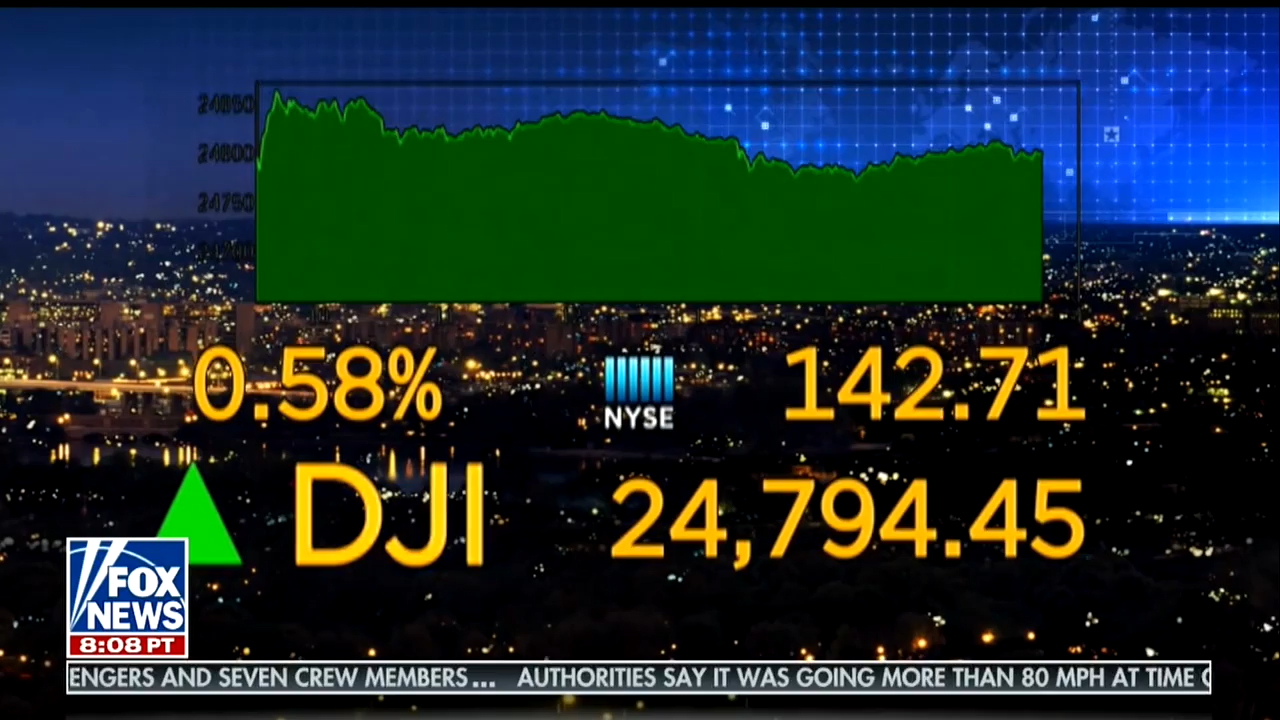 24850
24800
24750
0.58%
NYSE
142.71
DJI
24,794.45
FOX
NEWS
8:08 PT
ENGERS AND SEVEN CREW MEMBERS... AUTHORITIES SAY IT WAS GOING MORE THAN 80 MPH AT TIME